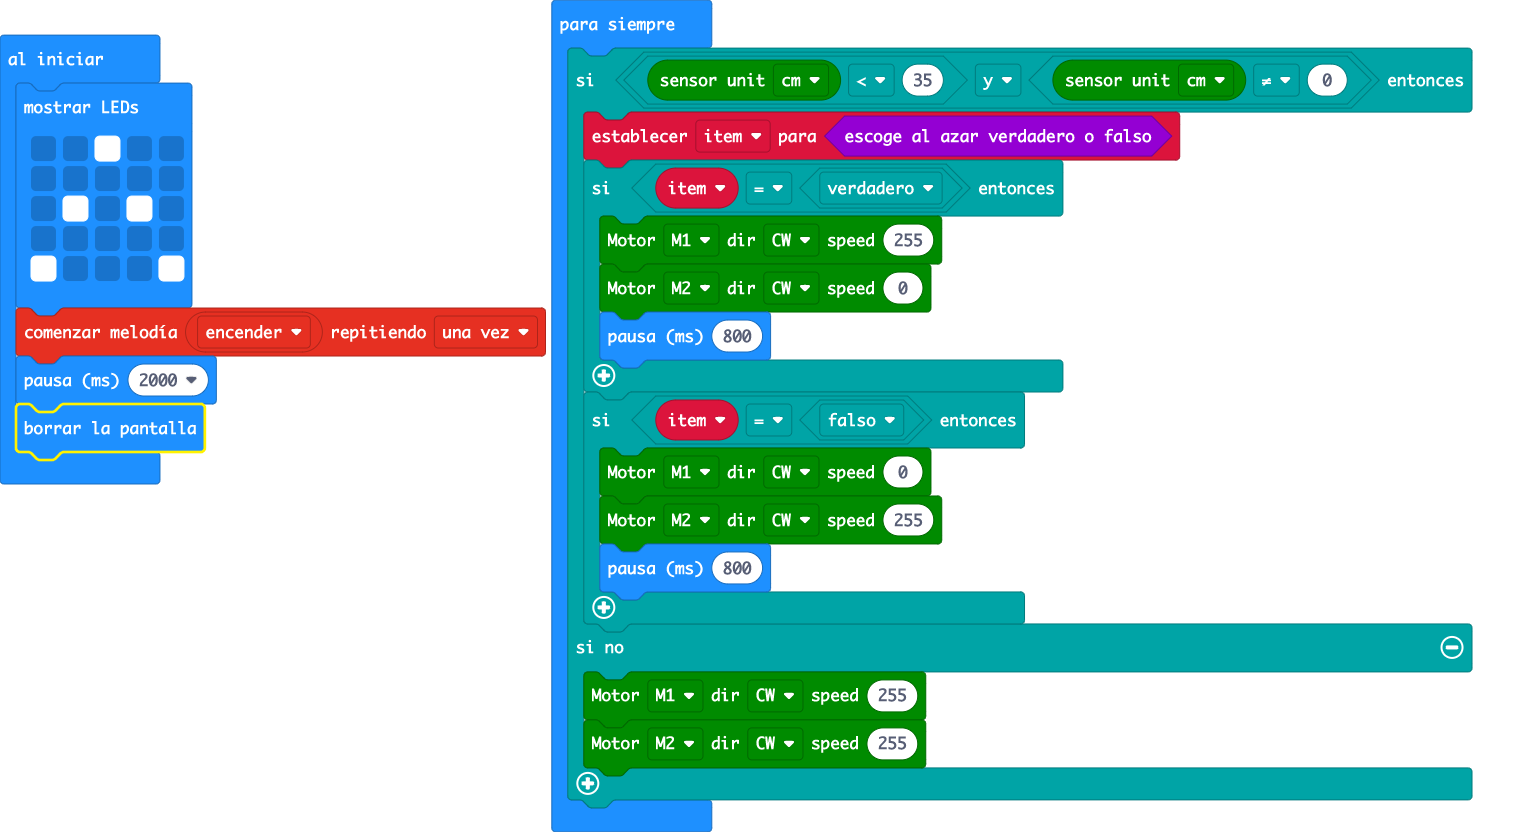 al iniciar
mostrar LEDs
comenzar melodía encender repitiendo una vez
pausa (ms) 2000
borrar la pantalla
para siempre
si sensor unit cm < 35 y sensor unit cm ≠ 0 entonces
establecer item para escoge al azar verdadero o falso
si item = verdadero entonces
Motor M1 dir CW speed 255
Motor M2 dir CW speed 0
pausa (ms) 800
si item = falso entonces
Motor M1 dir CW speed 0
Motor M2 dir CW speed 255
pausa (ms) 800
si no
Motor M1 dir CW speed 255
Motor M2 dir CW speed 255